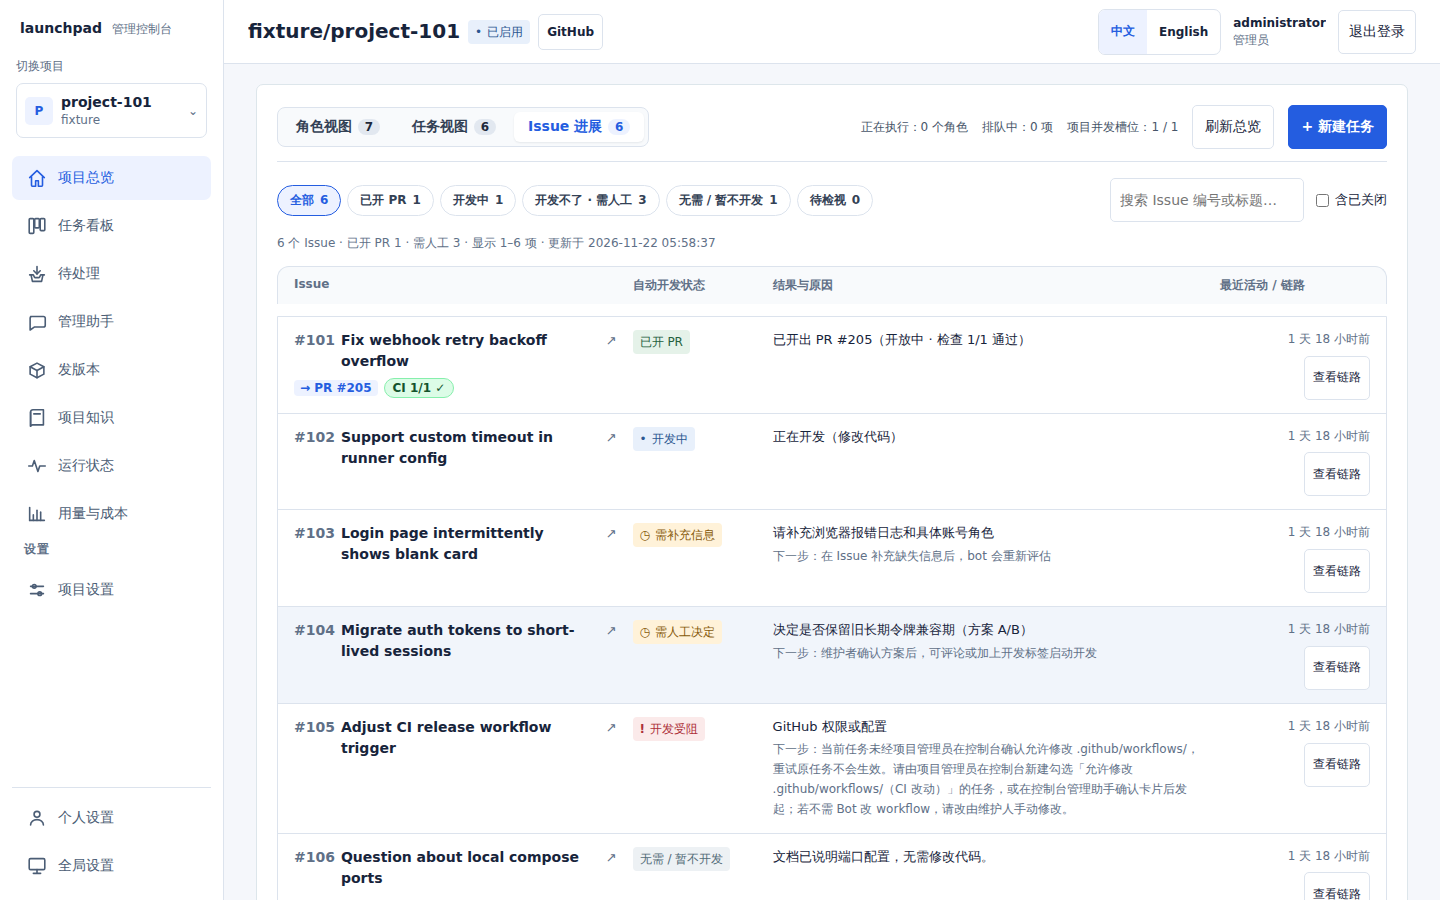 launchpad 管理控制台
切换项目
P project-101
fixture
项目总览
任务看板
待处理
管理助手
发版本
项目知识
运行状态
用量与成本
设置
项目设置
个人设置
全局设置
fixture/project-101 • 已启用 GitHub
中文 English
administrator
管理员
退出登录
角色视图 7 任务视图 6 Issue 进展 6
正在执行：0 个角色 排队中：0 项 项目并发槽位：1 / 1
刷新总览
+ 新建任务
全部 6 已开 PR 1 开发中 1 开发不了 · 需人工 3 无需 / 暂不开发 1 待检视 0
搜索 Issue 编号或标题...
含已关闭
6 个 Issue · 已开 PR 1 · 需人工 3 · 显示 1–6 项 · 更新于 2026-11-22 05:58:37
Issue 自动开发状态 结果与原因 最近活动 / 链路
#101 Fix webhook retry backoff overflow ↗
→ PR #205 CI 1/1 ✓
已开 PR
已开出 PR #205（开放中 · 检查 1/1 通过）
1 天 18 小时前
查看链路
#102 Support custom timeout in runner config ↗
• 开发中
正在开发（修改代码）
1 天 18 小时前
查看链路
#103 Login page intermittently shows blank card ↗
需补充信息
请补充浏览器报错日志和具体账号角色
下一步：在 Issue 补充缺失信息后，bot 会重新评估
1 天 18 小时前
查看链路
#104 Migrate auth tokens to short-lived sessions ↗
需人工决定
决定是否保留旧长期令牌兼容期（方案 A/B）
下一步：维护者确认方案后，可评论或加上开发标签启动开发
1 天 18 小时前
查看链路
#105 Adjust CI release workflow trigger ↗
! 开发受阻
GitHub 权限或配置
下一步：当前任务未经项目管理员在控制台确认允许修改 .github/workflows/，
重试原任务不会生效。请由项目管理员在控制台新建勾选「允许修改
.github/workflows/（CI 改动）」的任务，或在控制台管理助手确认卡片后发
起；若不需 Bot 改 workflow，请改由维护人手动修改。
1 天 18 小时前
查看链路
#106 Question about local compose ports ↗
无需 / 暂不开发
文档已说明端口配置，无需修改代码。
1 天 18 小时前
查看链路